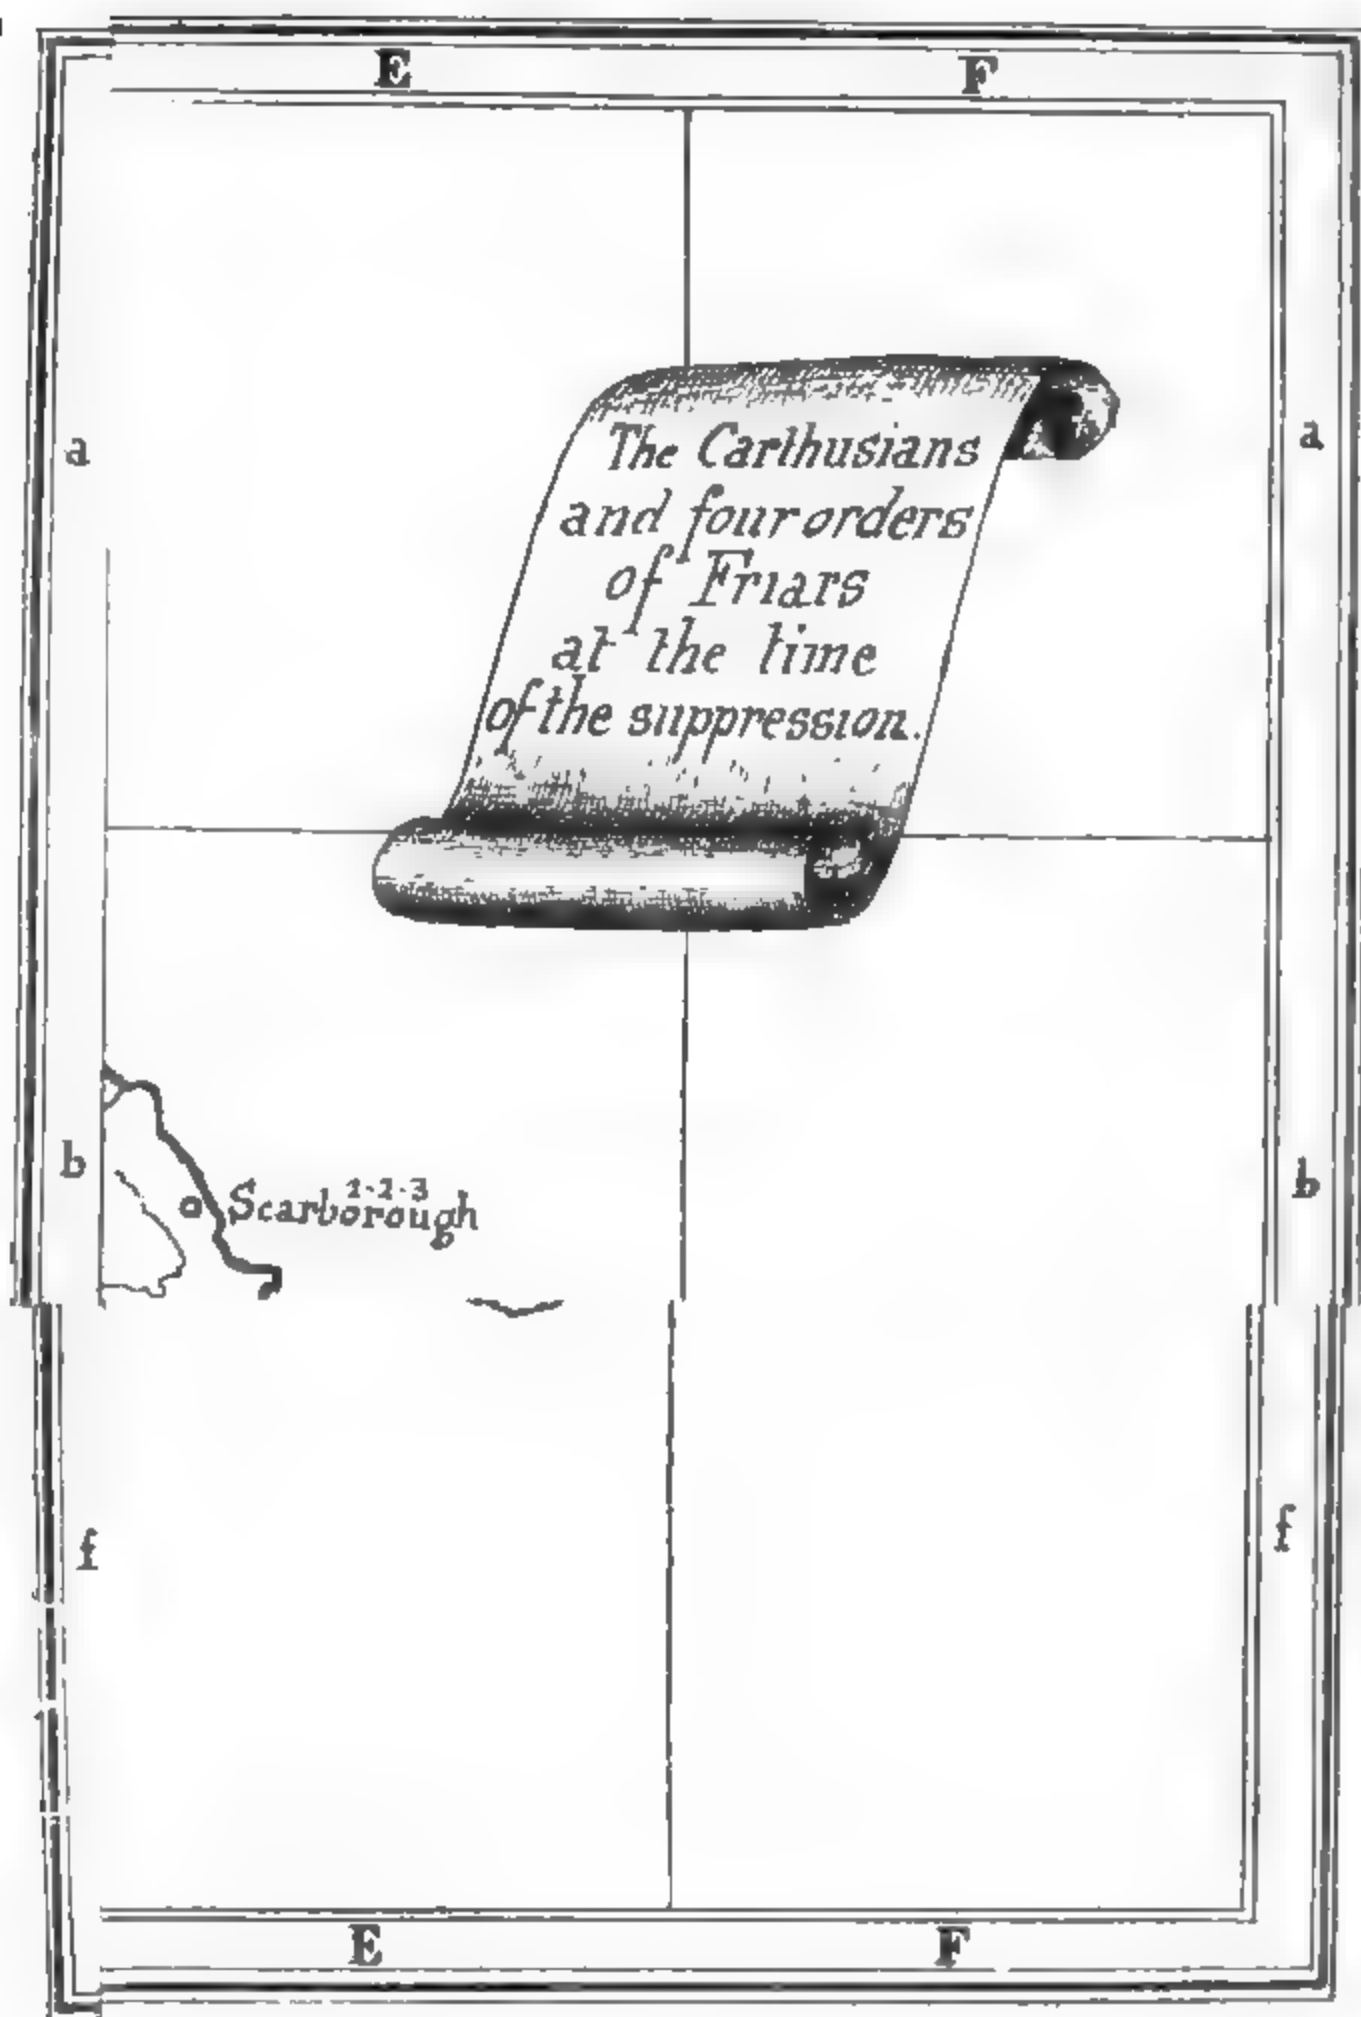 E F
a a
The Carthusians
and four orders
of Friars
at the time
of the suppression.
b b
1·2·3
Scarborough
f f
E F